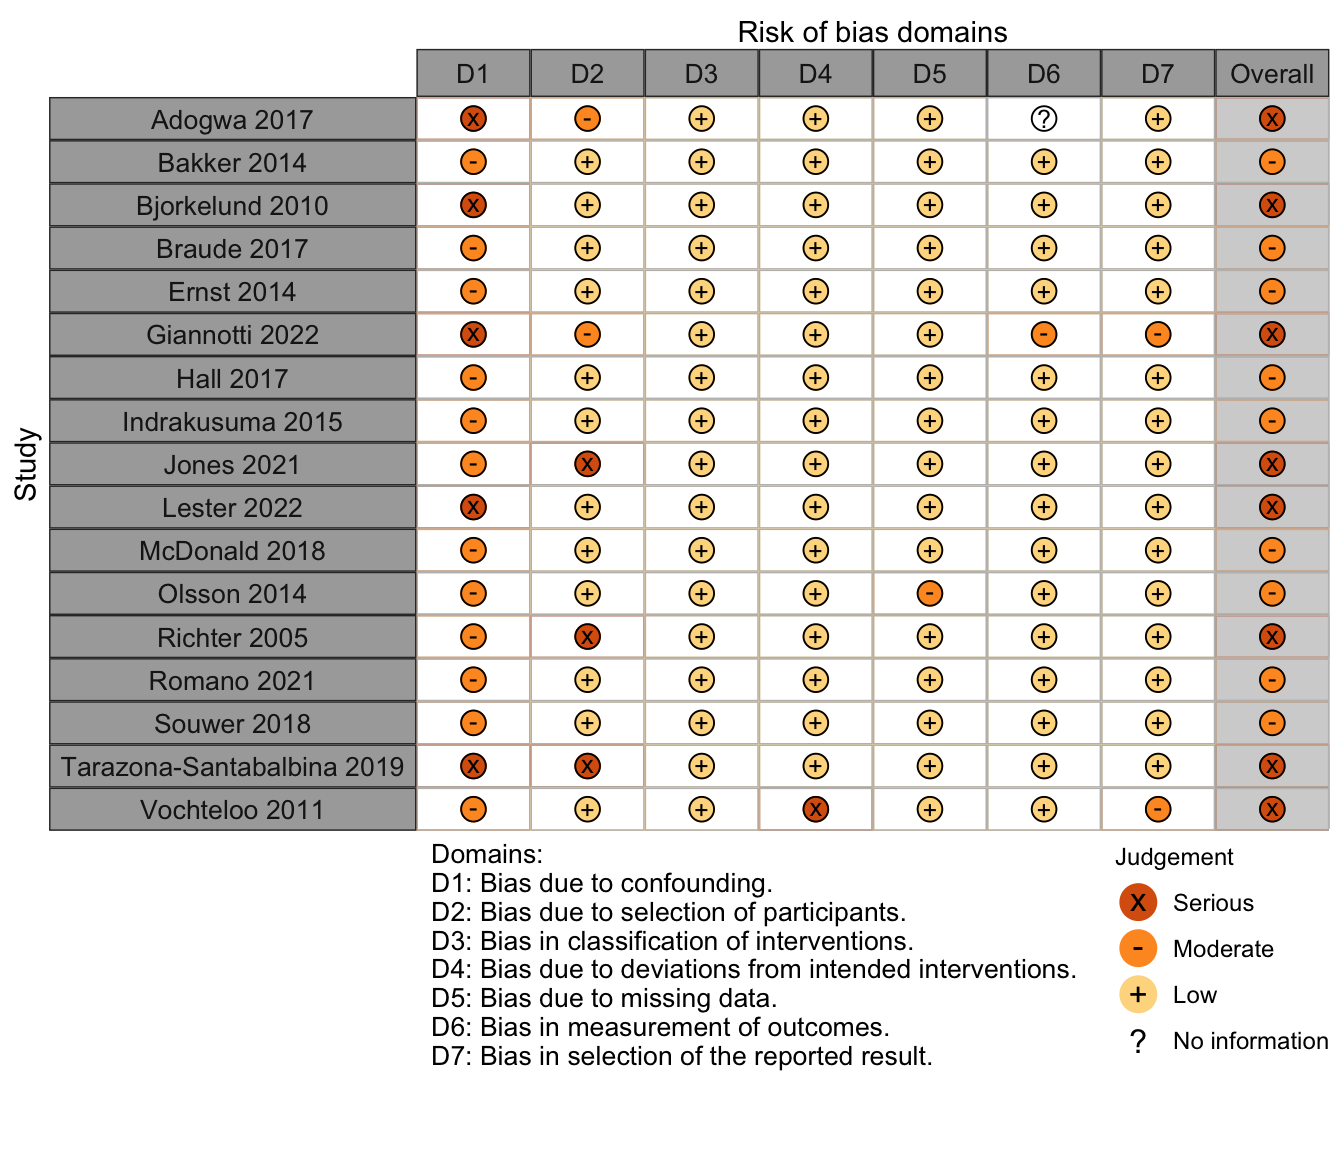 Risk of bias domains
D1 D2 D3 D4 D5 D6 D7 Overall
Study
Adogwa 2017 x - + + + ? + x
Bakker 2014 - + + + + + + -
Bjorkelund 2010 x + + + + + + x
Braude 2017 - + + + + + + -
Ernst 2014 - + + + + + + -
Giannotti 2022 x - + + + - - x
Hall 2017 - + + + + + + -
Indrakusuma 2015 - + + + + + + -
Jones 2021 - x + + + + + x
Lester 2022 x + + + + + + x
McDonald 2018 - + + + + + + -
Olsson 2014 - + + + - + + -
Richter 2005 - x + + + + + x
Romano 2021 - + + + + + + -
Souwer 2018 - + + + + + + -
Tarazona-Santabalbina 2019 x x + + + + + x
Vochteloo 2011 - + + x + + - x
Domains:
D1: Bias due to confounding.
D2: Bias due to selection of participants.
D3: Bias in classification of interventions.
D4: Bias due to deviations from intended interventions.
D5: Bias due to missing data.
D6: Bias in measurement of outcomes.
D7: Bias in selection of the reported result.
Judgement
x Serious
- Moderate
+ Low
? No information